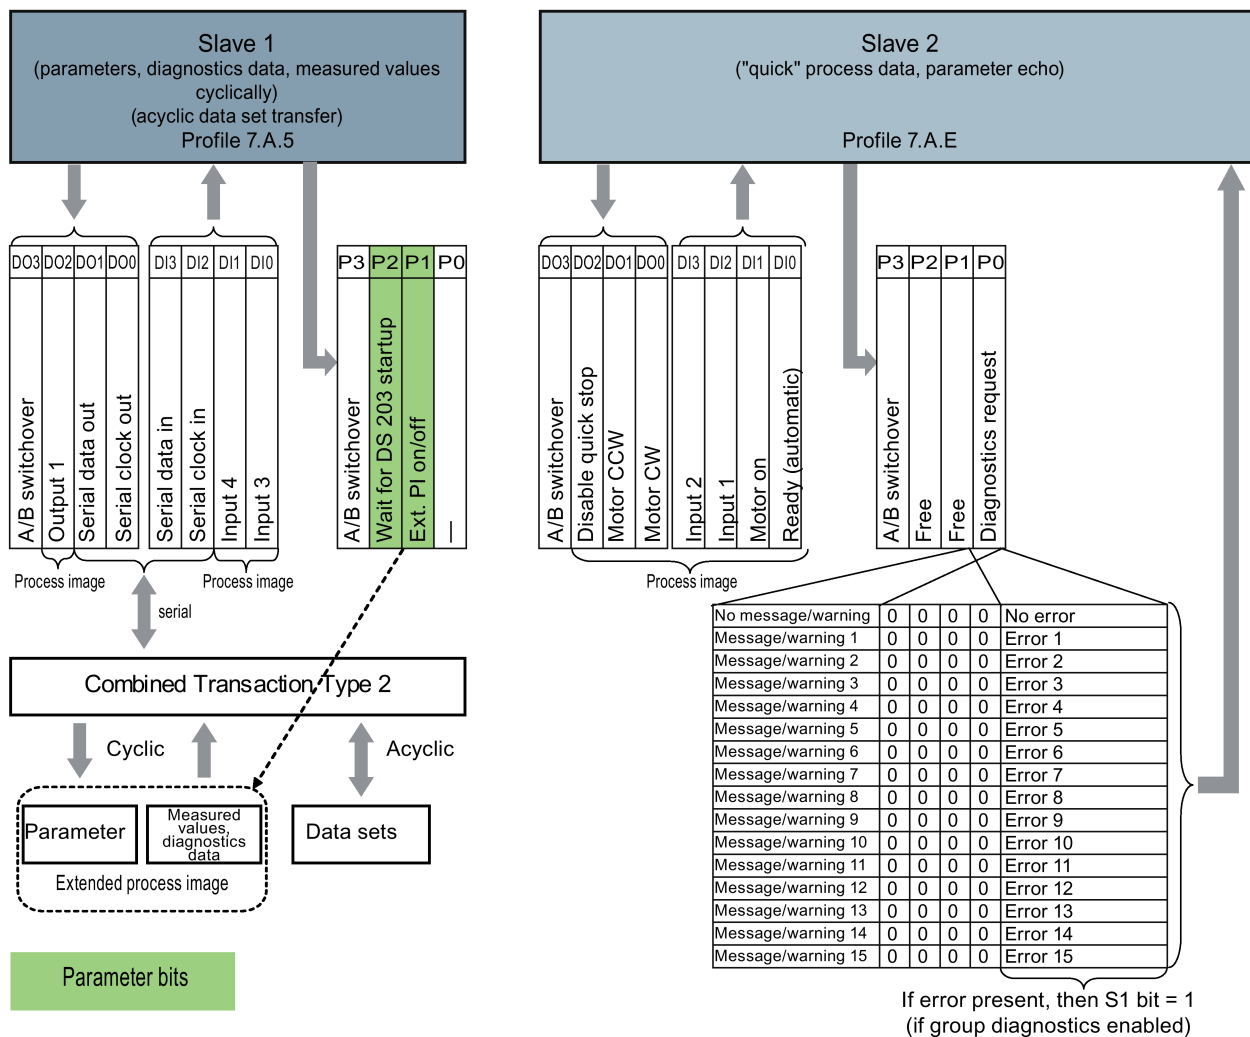 Slave 1
(parameters, diagnostics data, measured values
cyclically)
(acyclic data set transfer)
Profile 7.A.5
DO3 DO2 DO1 DO0
DI3 DI2 DI1 DI0
P3 P2 P1 P0
A/B switchover
Output 1
Serial data out
Serial clock out
Serial data in
Serial clock in
Input 4
Input 3
A/B switchover
Wait for DS 203 startup
Ext. PI on/off
—
Process image
Process image
serial
Combined Transaction Type 2
Cyclic
Acyclic
Parameter
Measured
values,
diagnostics
data
Data sets
Extended process image
Parameter bits
Slave 2
("quick" process data, parameter echo)
Profile 7.A.E
DO3 DO2 DO1 DO0
DI3 DI2 DI1 DI0
P3 P2 P1 P0
A/B switchover
Disable quick stop
Motor CCW
Motor CW
Input 2
Input 1
Motor on
Ready (automatic)
A/B switchover
Free
Free
Diagnostics request
Process image
No message/warning 0 0 0 0 No error
Message/warning 1 0 0 0 0 Error 1
Message/warning 2 0 0 0 0 Error 2
Message/warning 3 0 0 0 0 Error 3
Message/warning 4 0 0 0 0 Error 4
Message/warning 5 0 0 0 0 Error 5
Message/warning 6 0 0 0 0 Error 6
Message/warning 7 0 0 0 0 Error 7
Message/warning 8 0 0 0 0 Error 8
Message/warning 9 0 0 0 0 Error 9
Message/warning 10 0 0 0 0 Error 10
Message/warning 11 0 0 0 0 Error 11
Message/warning 12 0 0 0 0 Error 12
Message/warning 13 0 0 0 0 Error 13
Message/warning 14 0 0 0 0 Error 14
Message/warning 15 0 0 0 0 Error 15
If error present, then S1 bit = 1
(if group diagnostics enabled)